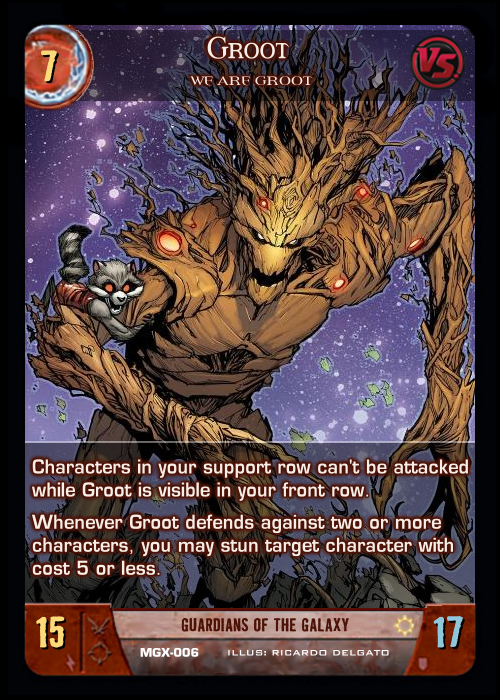 7
Groot
VS.
WE ARE GROOT
Characters in your support row can't be attacked
while Groot is visible in your front row.
Whenever Groot defends against two or more
characters, you may stun target character with
cost 5 or less.
15
GUARDIANS OF THE GALAXY
17
MGX-006 ILLUS: RICARDO DELGATO